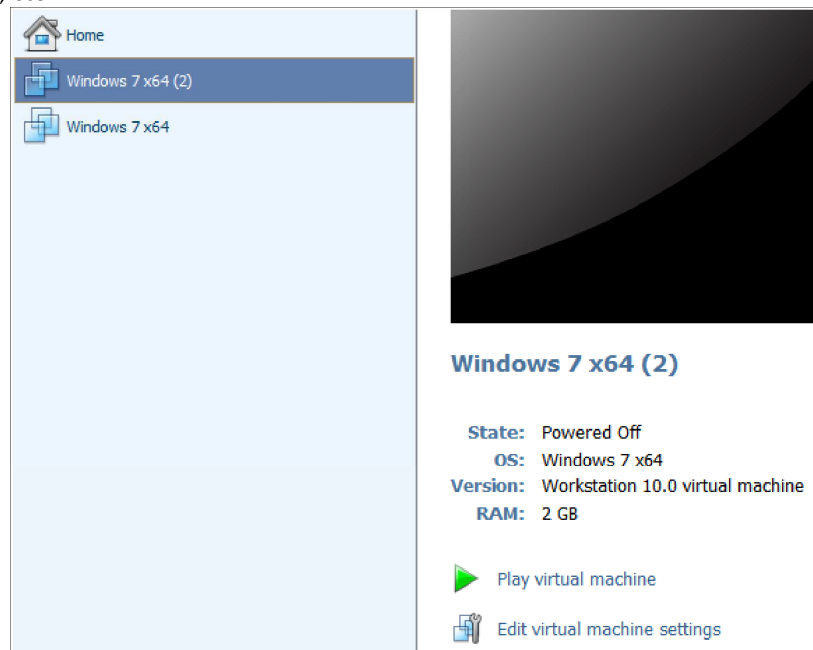 Home
Windows 7 x64 (2)
Windows 7 x64
Windows 7 x64 (2)
State: Powered Off
OS: Windows 7 x64
Version: Workstation 10.0 virtual machine
RAM: 2 GB
Play virtual machine
Edit virtual machine settings